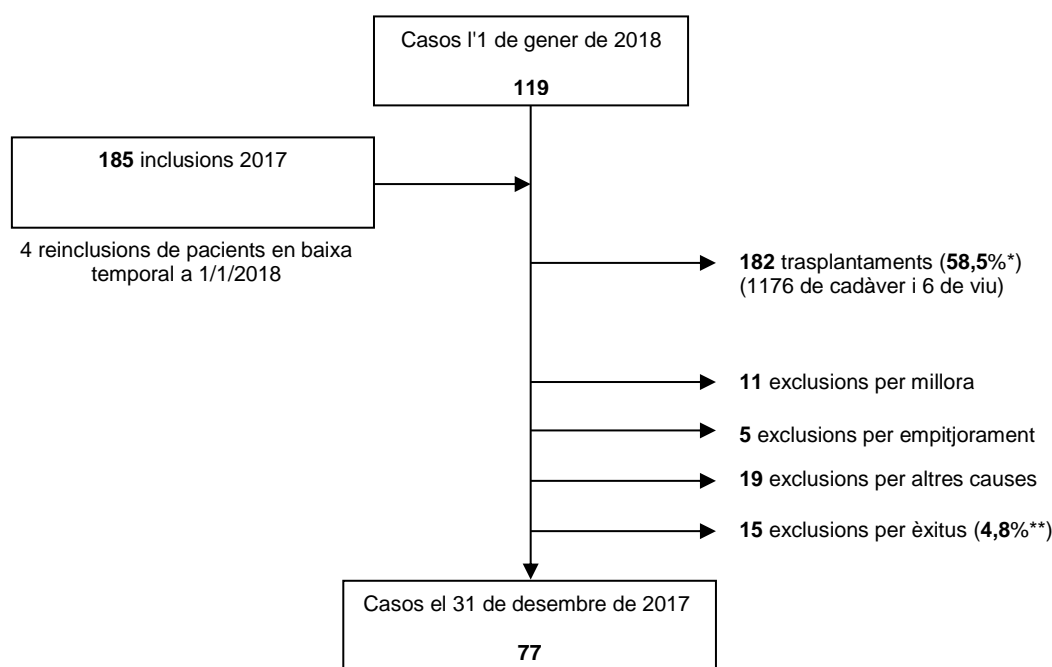 Casos l'1 de gener de 2018
119
185 inclusions 2017
4 reinclusions de pacients en baixa
temporal a 1/1/2018
182 trasplantaments (58,5%*)
(1176 de cadàver i 6 de viu)
11 exclusions per millora
5 exclusions per empitjorament
19 exclusions per altres causes
15 exclusions per èxitus (4,8%**)
Casos el 31 de desembre de 2017
77